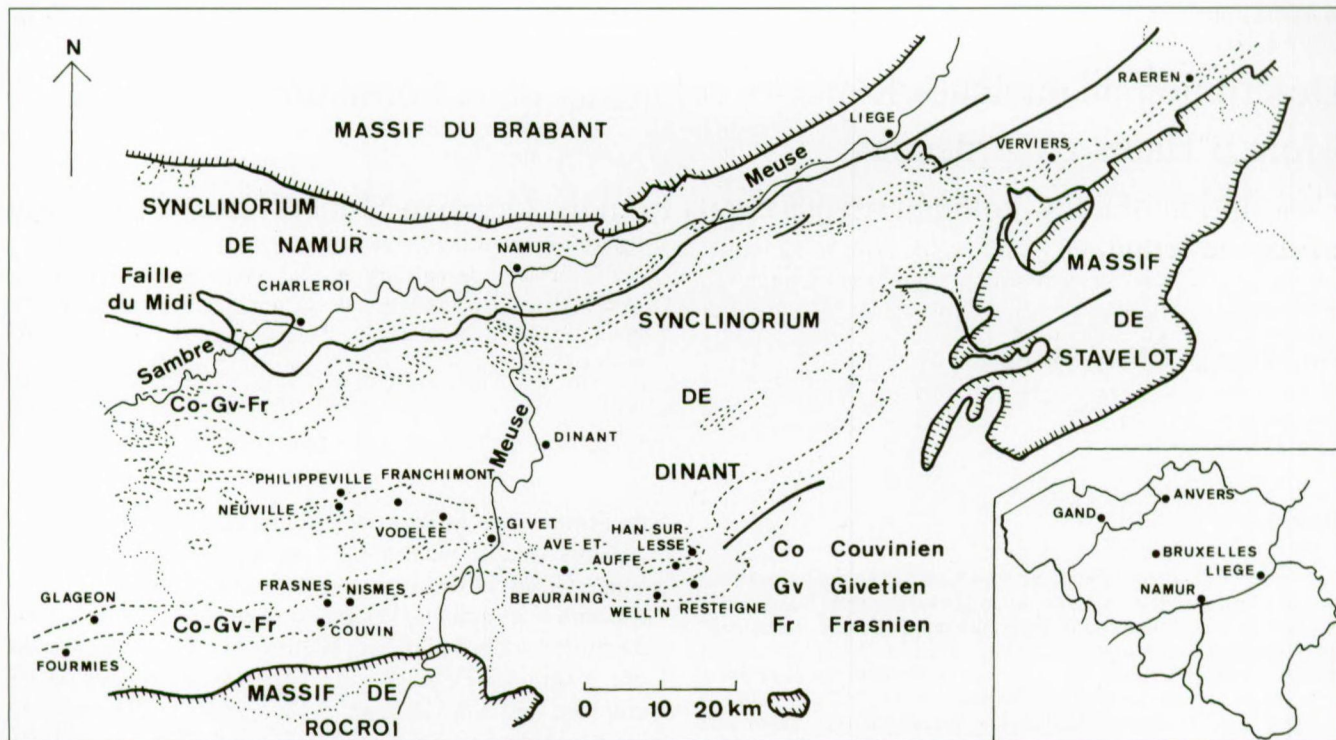 N
MASSIF DU BRABANT
LIEGE
RAEREN
VERVIERS
Meuse
SYNCLINORIUM
DE NAMUR
NAMUR
Faille
du Midi
CHARLEROI
MASSIF
DE
STAVELOT
SYNCLINORIUM
DE
DINANT
Sambre
Co-Gv-Fr
Meuse
DINANT
PHILIPPEVILLE
FRANCHIMONT
NEUVILLE
VODELÉE
GIVET
AVE-ET-
AUFFE
HAN-SUR-
LESSE
BEAURAING
WELLIN
RESTEIGNE
FRASNES
NISMES
COUVIN
GLAGEON
FOURMIES
Co-Gv-Fr
MASSIF DE
ROCROI
Co Couvinien
Gv Givetien
Fr Frasnien
0 10 20 km
ANVERS
GAND
BRUXELLES
LIEGE
NAMUR